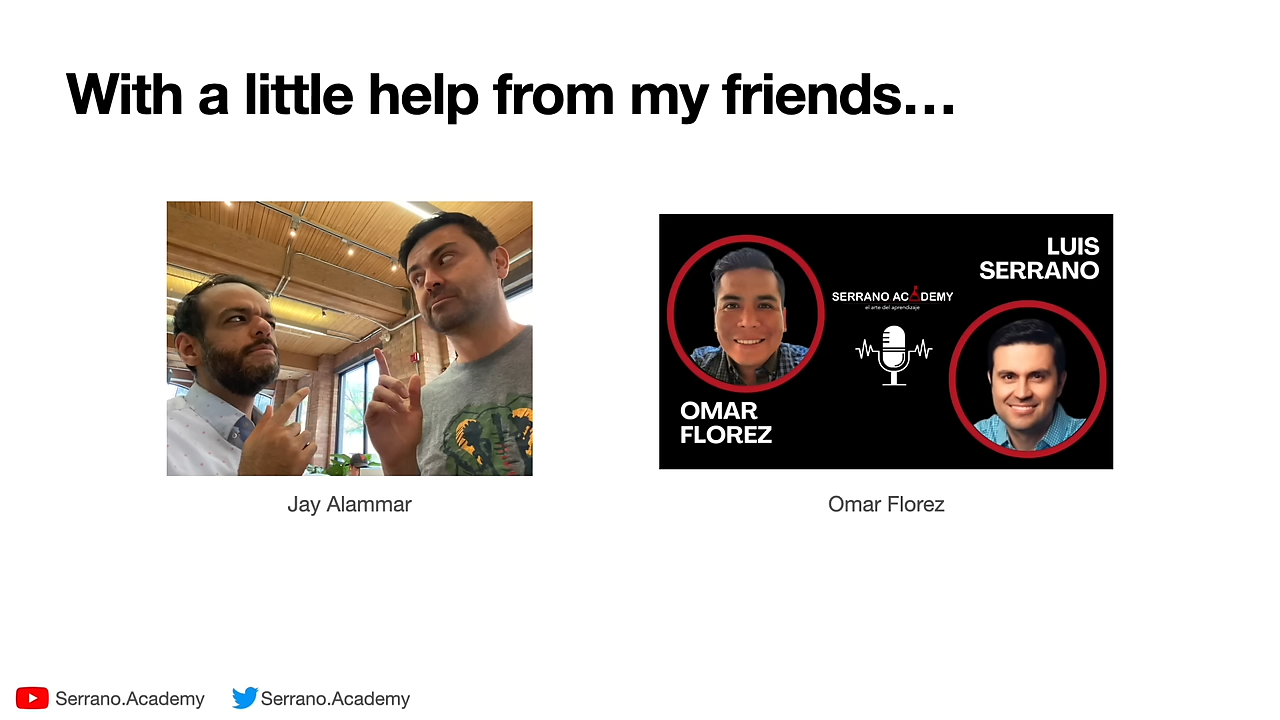 With a little help from my friends…
LUIS
SERRANO
SERRANO ACADEMY
el arte del aprendizaje
OMAR
FLOREZ
Jay Alammar
Omar Florez
Serrano.Academy
Serrano.Academy